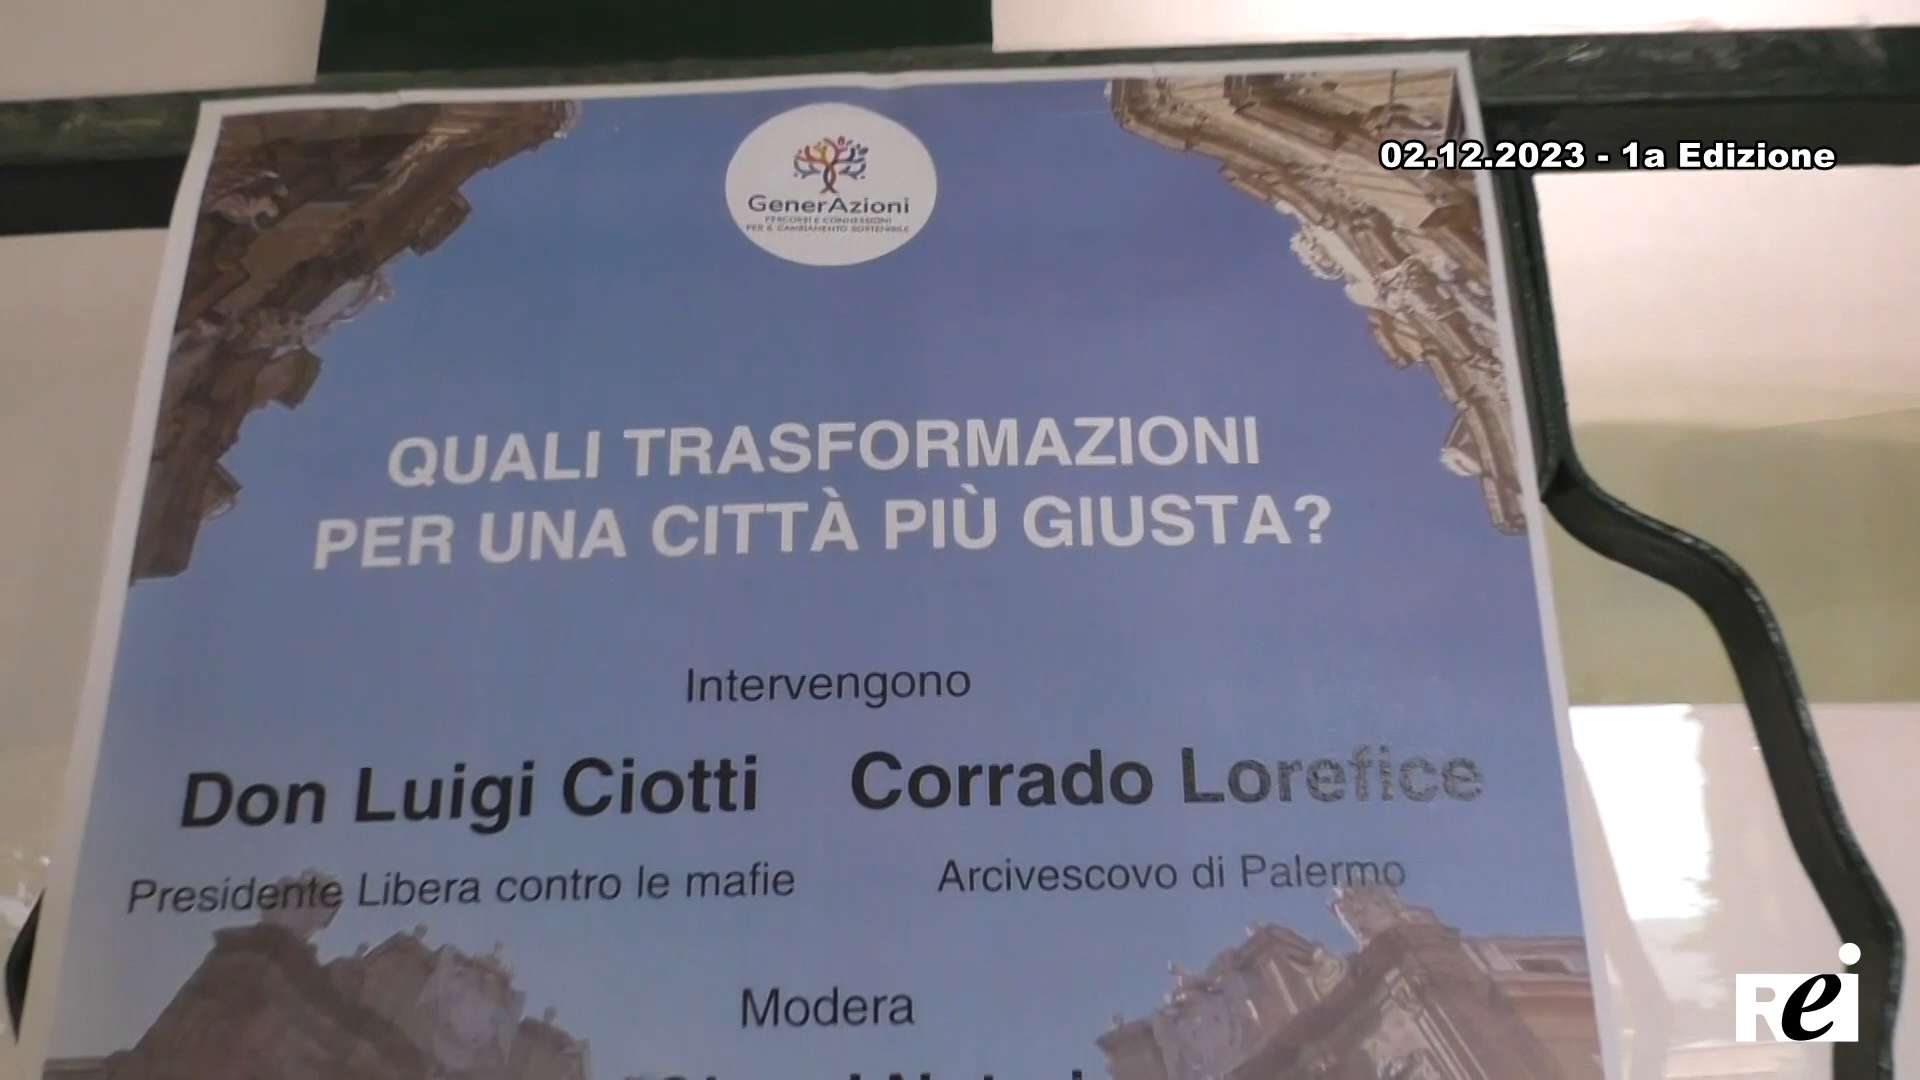 02.12.2023 - 1a Edizione
GenerAzioni
PERCORSI E CONNESSIONI
PER IL CAMBIAMENTO SOSTENIBILE
QUALI TRASFORMAZIONI
PER UNA CITTÀ PIÙ GIUSTA?
Intervengono
Don Luigi Ciotti Corrado Lorefice
Presidente Libera contro le mafie Arcivescovo di Palermo
Modera
Rei